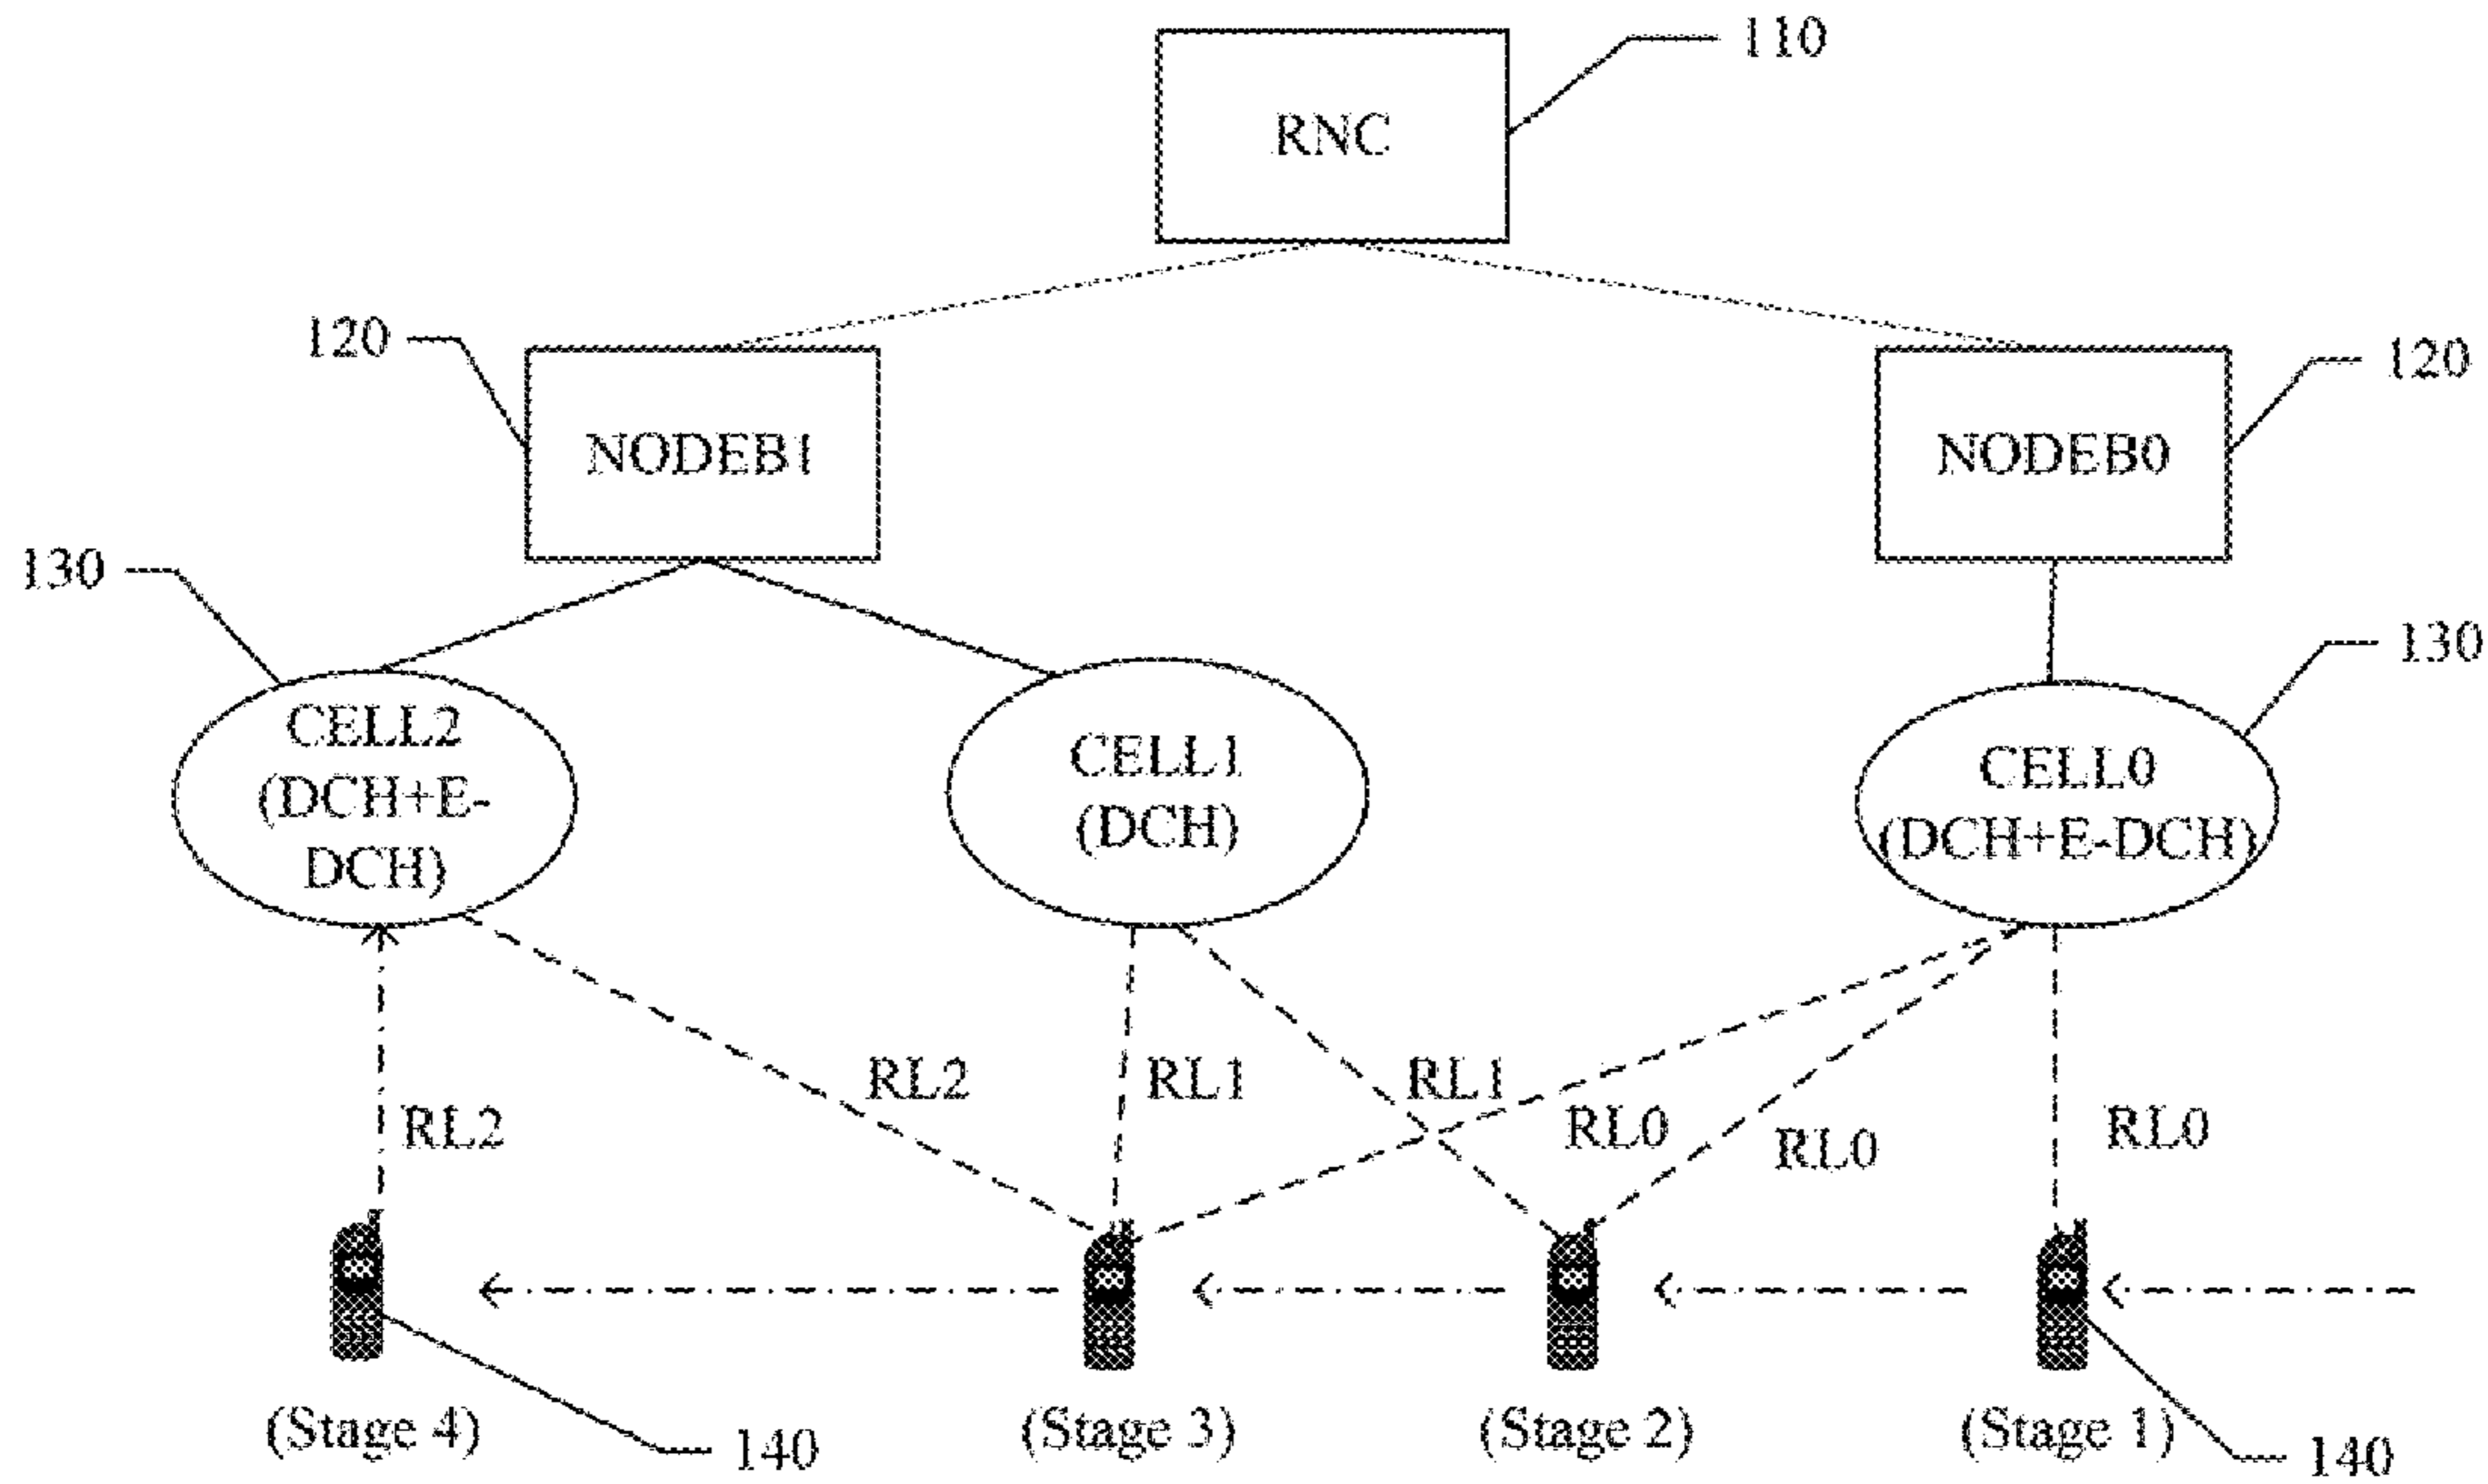 110
RNC
120
120
NODEB1
NODEB0
130
130
CELL2
(DCH+E-
DCH)
CELL1
(DCH)
CELL0
(DCH+E-DCH)
RL2
RL1
RL1
RL2
RL0
RL0
RL0
(Stage 4)
(Stage 3)
(Stage 2)
(Stage 1)
140
140